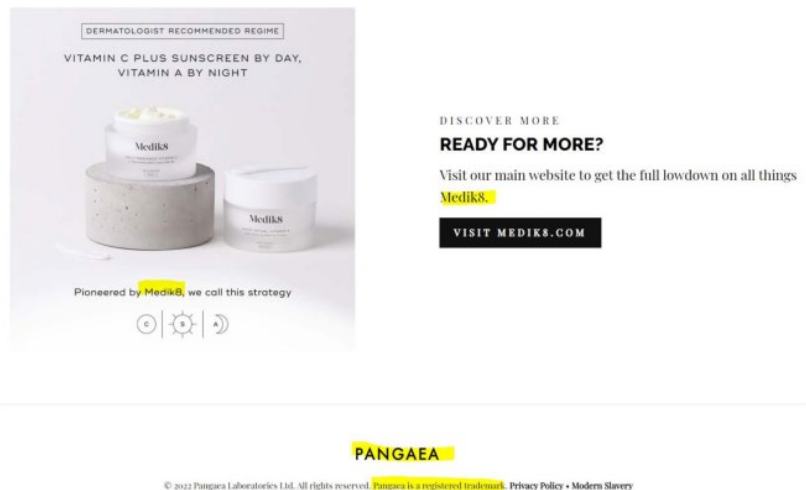 DERMATOLOGIST RECOMMENDED REGIME
VITAMIN C PLUS SUNSCREEN BY DAY,
VITAMIN A BY NIGHT
Medik8
Medik8
Pioneered by Medik8, we call this strategy
C S A
DISCOVER MORE
READY FOR MORE?
Visit our main website to get the full lowdown on all things
Medik8.
VISIT MEDIK8.COM
PANGAEA
© 2022 Pangaea Laboratories Ltd. All rights reserved. Pangaea is a registered trademark. Privacy Policy • Modern Slavery